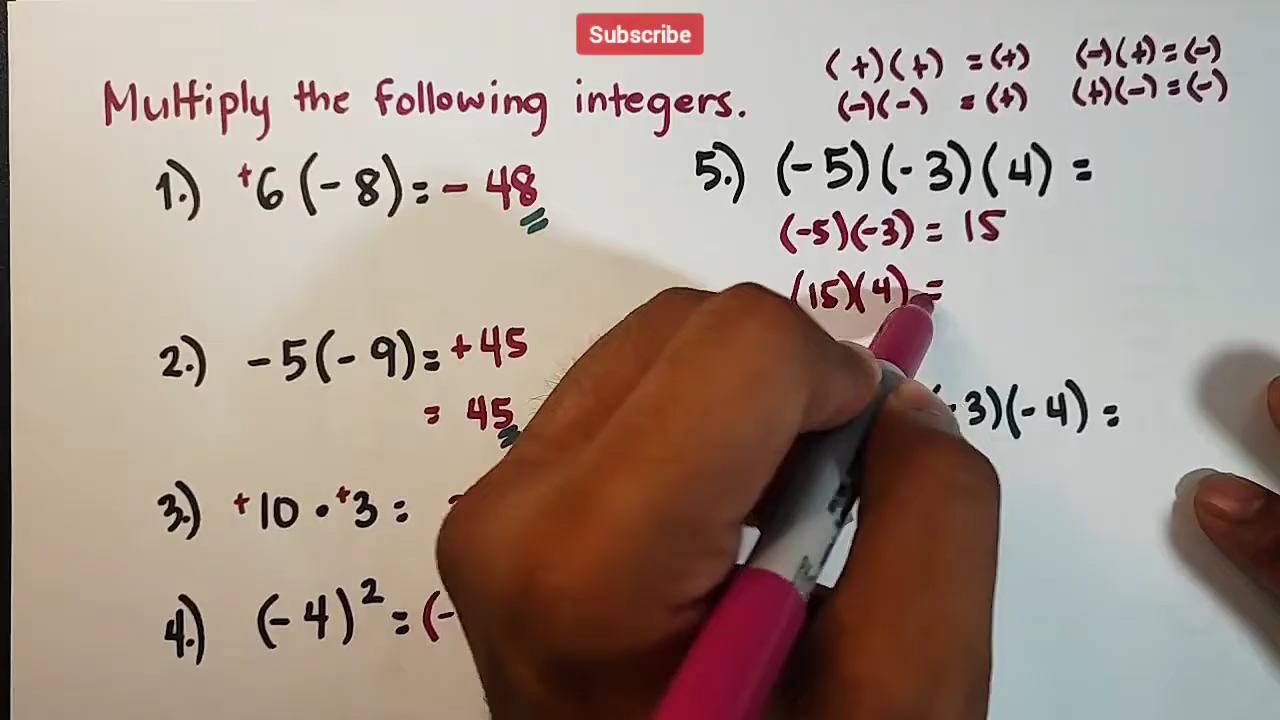 Subscribe
Multiply the following integers.
(+)(+) = (+)
(-)(-) = (+)
(-)(+) = (-)
(+)(-) = (-)
1.) +6 (-8) = - 48
2.) -5 (-9) = +45
= 45
3.) +10 • +3 =
4.) (-4)² = (-
5.) (-5)(-3)(4) =
(-5)(-3) = 15
(15)(4) =
3)(-4) =